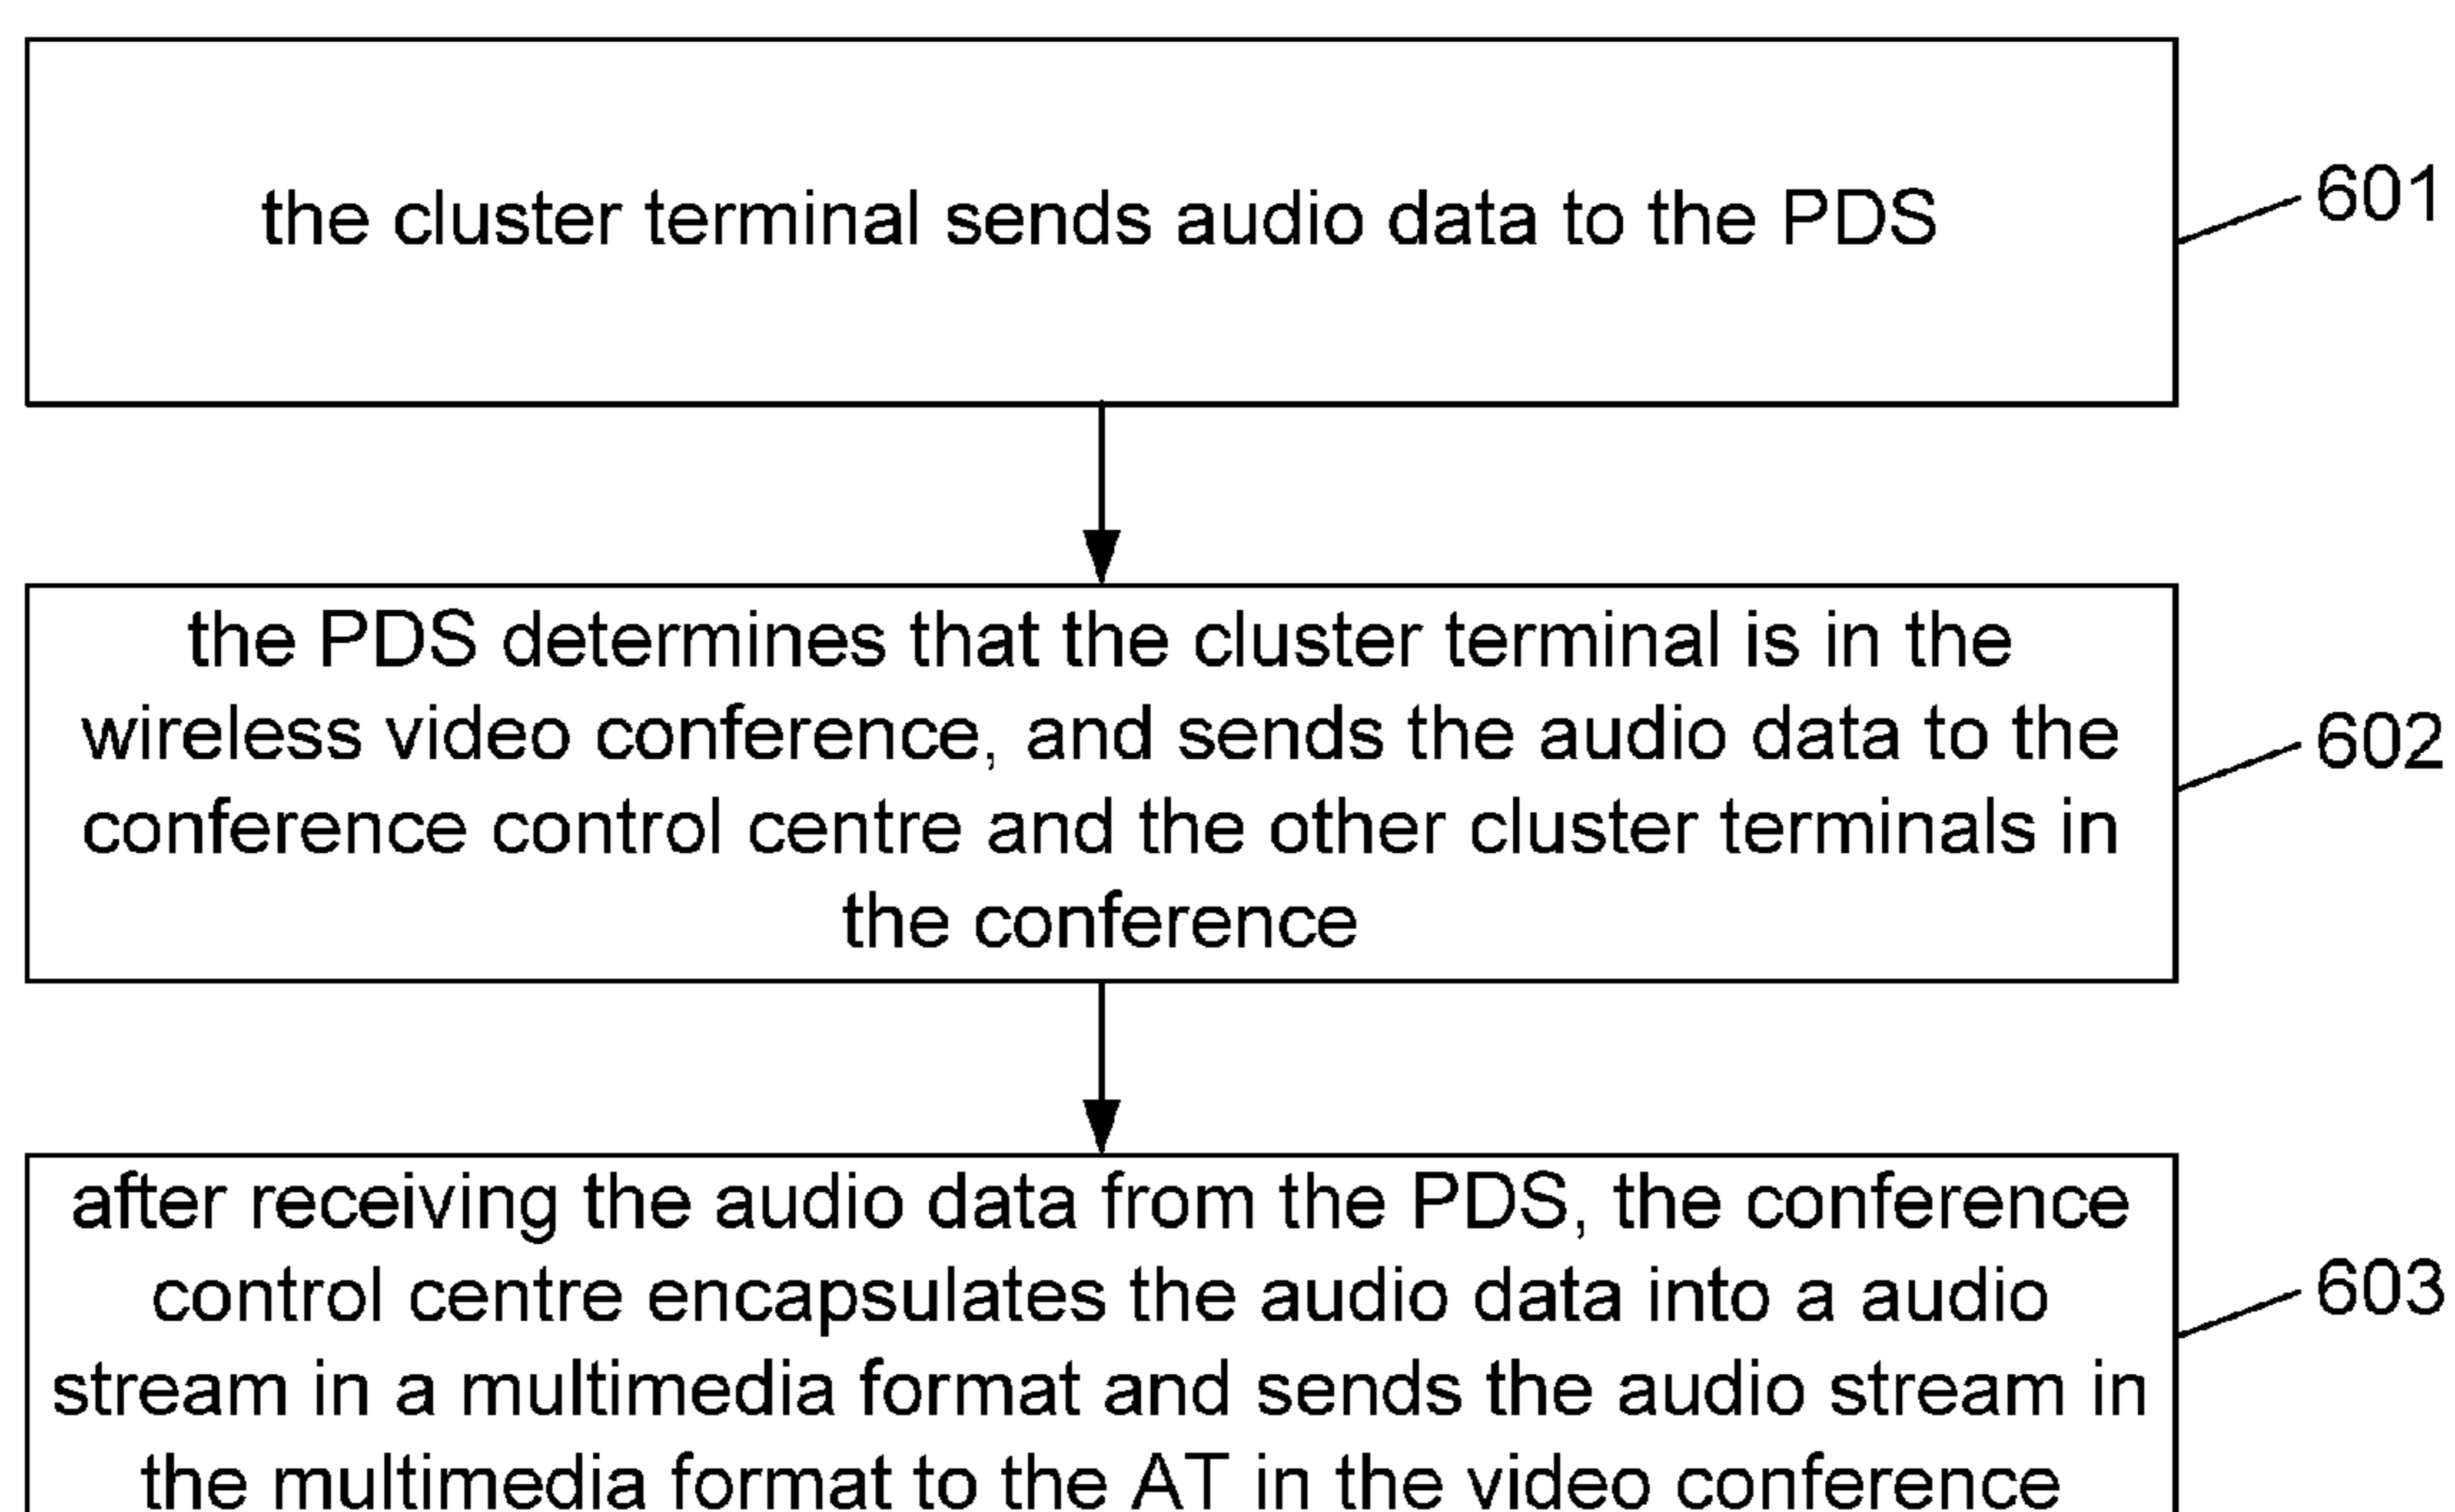 the cluster terminal sends audio data to the PDS
601
the PDS determines that the cluster terminal is in the
wireless video conference, and sends the audio data to the
conference control centre and the other cluster terminals in
the conference
602
after receiving the audio data from the PDS, the conference
control centre encapsulates the audio data into a audio
stream in a multimedia format and sends the audio stream in
the multimedia format to the AT in the video conference
603